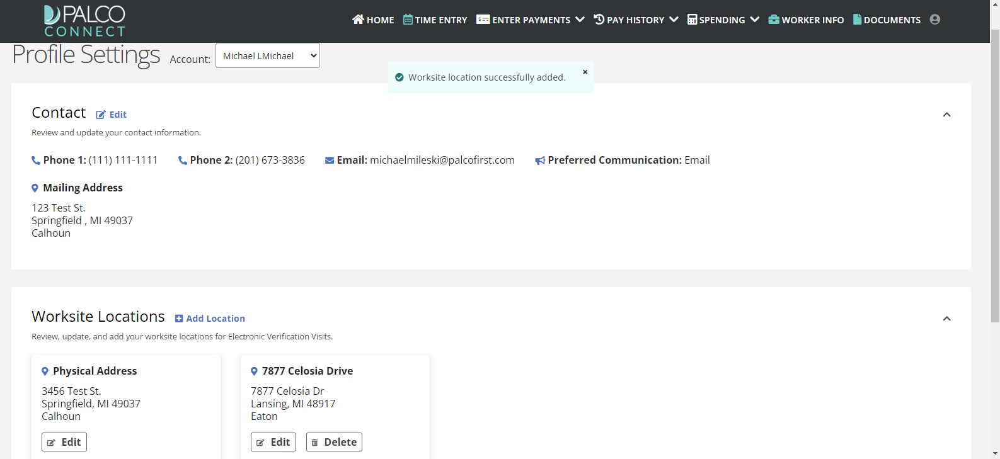 PALCO
CONNECT
HOME TIME ENTRY ENTER PAYMENTS PAY HISTORY SPENDING WORKER INFO DOCUMENTS
Profile Settings Account: Michael LMichael
Worksite location successfully added. ×
Contact Edit
Review and update your contact information.
Phone 1: (111) 111-1111 Phone 2: (201) 673-3836 Email: michaelmileski@palcofirst.com Preferred Communication: Email
Mailing Address
123 Test St.
Springfield , MI 49037
Calhoun
Worksite Locations Add Location
Review, update, and add your worksite locations for Electronic Verification Visits.
Physical Address
3456 Test St.
Springfield, MI 49037
Calhoun
Edit
7877 Celosia Drive
7877 Celosia Dr
Lansing, MI 48917
Eaton
Edit Delete